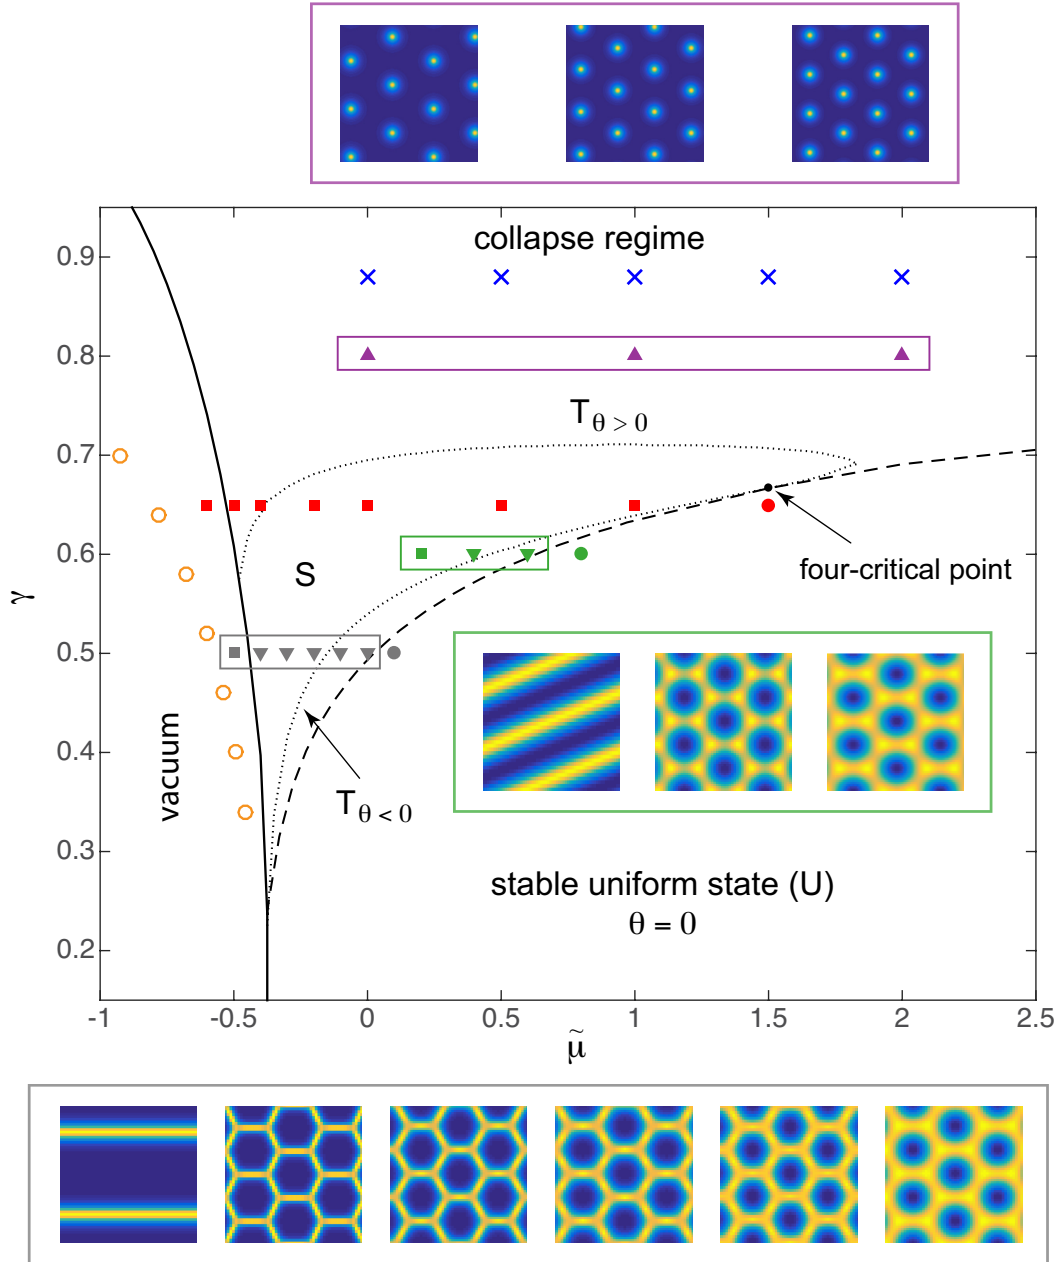 collapse regime
0.9
0.8
T θ > 0
0.7
0.6
four-critical point
S
γ
0.5
vacuum
0.4
T θ < 0
0.3
stable uniform state (U)
θ = 0
0.2
-1 -0.5 0 0.5 1 1.5 2 2.5
μ̃